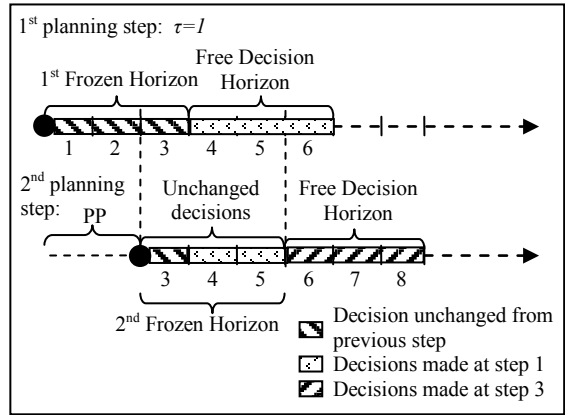 1st planning step: τ=1
Free Decision
Horizon
1st Frozen Horizon
1 2 3 4 5 6
2nd planning
step:
PP
Unchanged
decisions
Free Decision
Horizon
3 4 5 6 7 8
2nd Frozen Horizon
Decision unchanged from
previous step
Decisions made at step 1
Decisions made at step 3